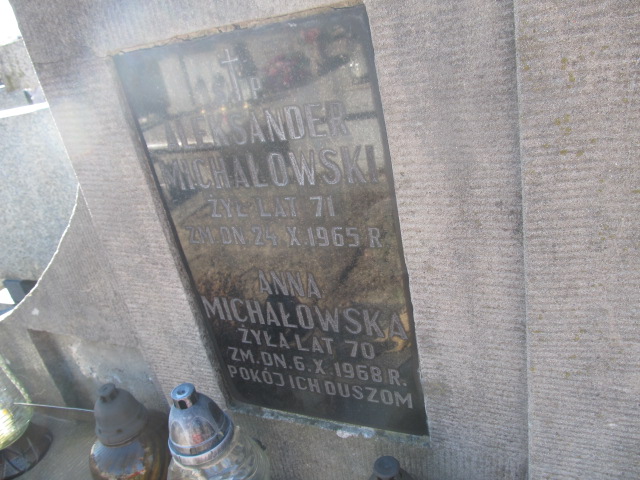 Ś P
ALEKSANDER
MICHAŁOWSKI
ŻYŁ LAT 71
ZM. DN. 24. X. 1965 R
ANNA
MICHAŁOWSKA
ŻYŁA LAT 70
ZM. DN. 6. X. 1968 R.
POKÓJ ICH DUSZOM